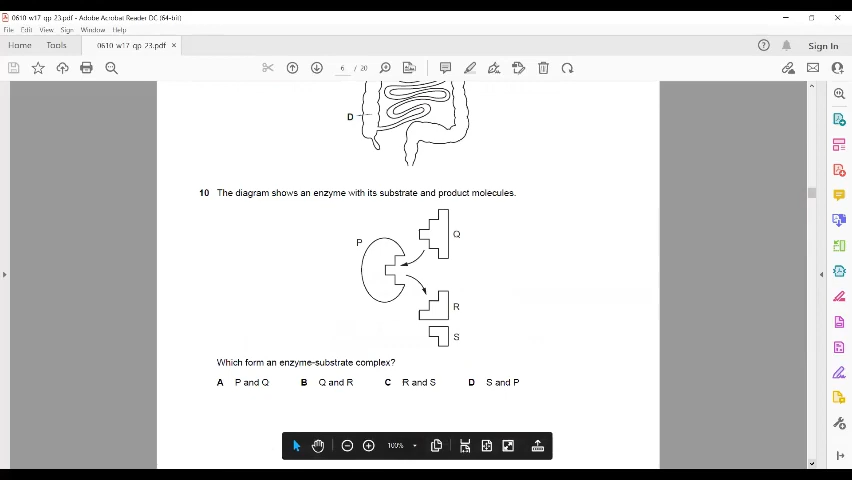 0610 w17 qp 23.pdf - Adobe Acrobat Reader DC (64-bit)
File Edit View Sign Window Help
Home Tools 0610 w17 qp 23.pdf × Sign In
6 / 20
D
10 The diagram shows an enzyme with its substrate and product molecules.
P
Q
R
S
Which form an enzyme-substrate complex?
A P and Q B Q and R C R and S D S and P
100%